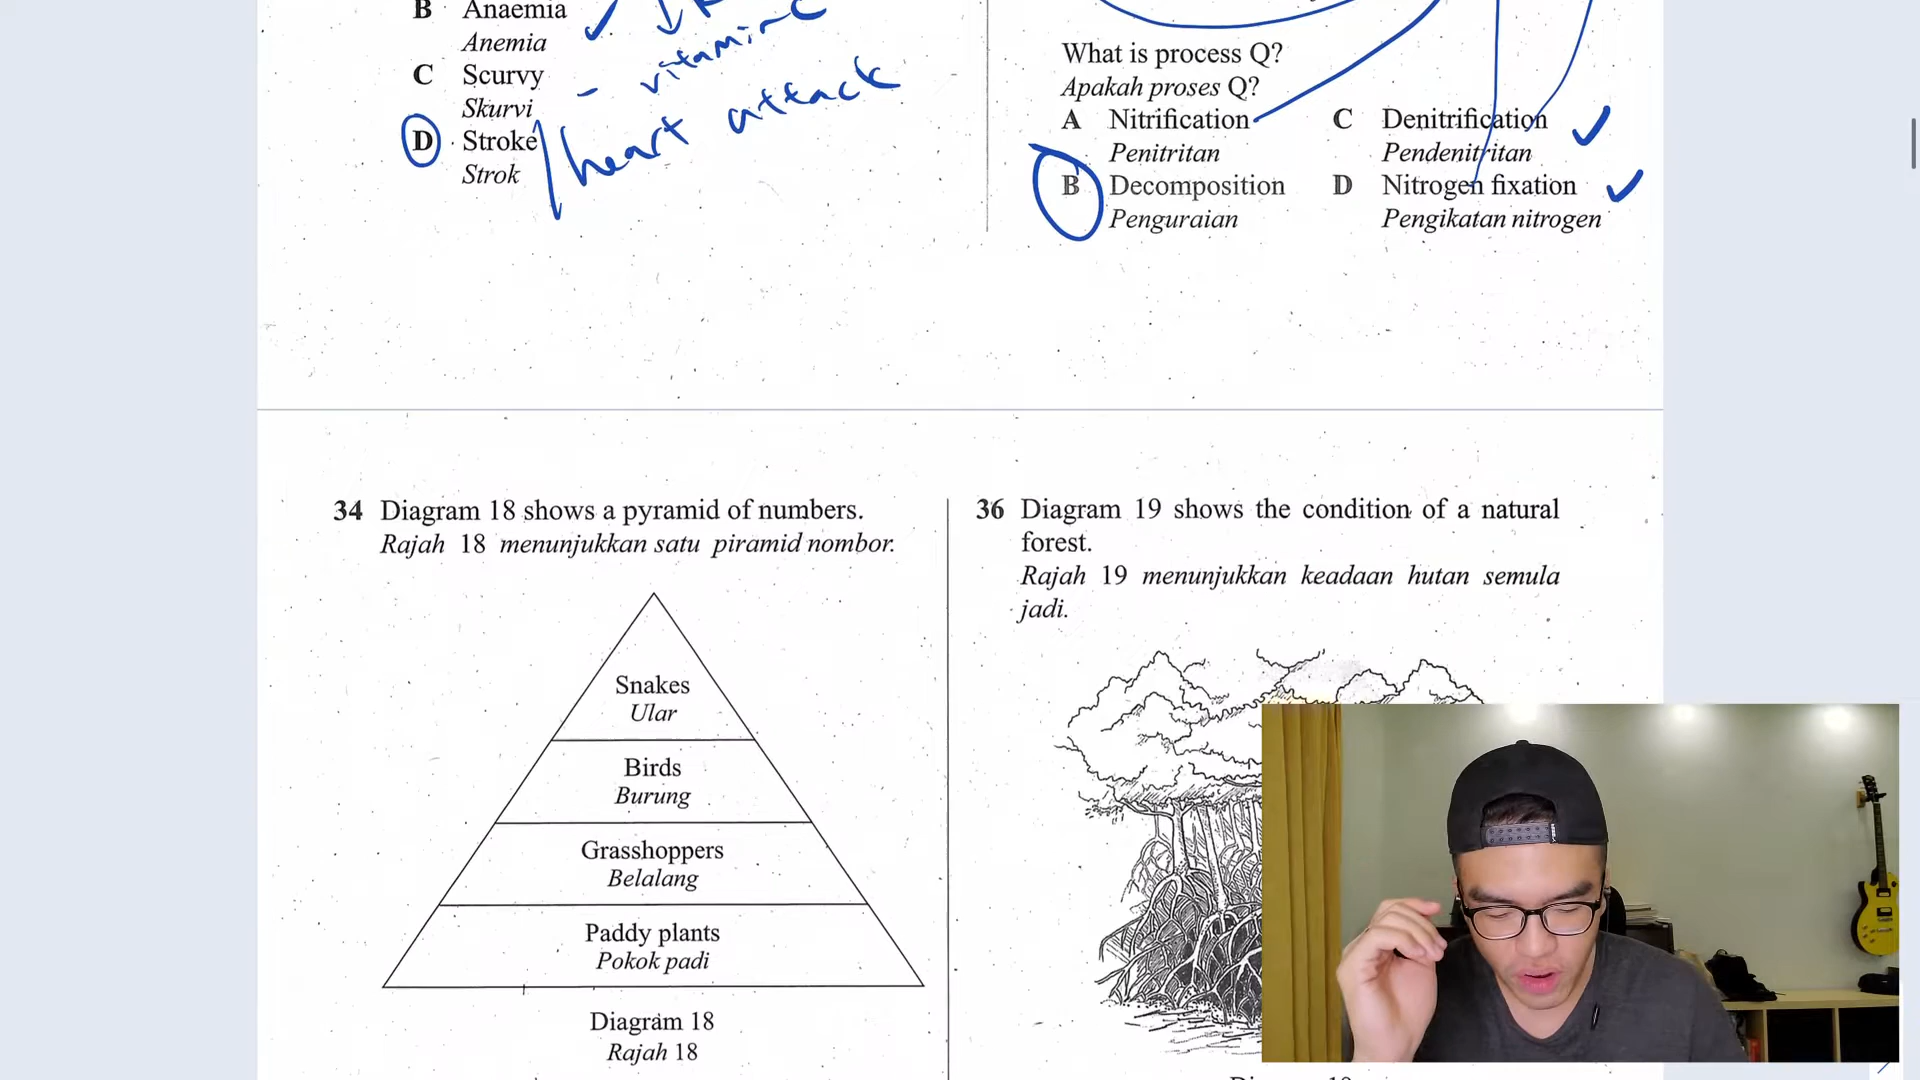 B Anaemia
Anemia
C Scurvy
Skurvi
- vitamin C
D Stroke
Strok
heart attack
What is process Q?
Apakah proses Q?
A Nitrification
Penitritan
B Decomposition
Penguraian
C Denitrification
Pendenitritan
D Nitrogen fixation
Pengikatan nitrogen
34 Diagram 18 shows a pyramid of numbers.
Rajah 18 menunjukkan satu piramid nombor.
Snakes
Ular
Birds
Burung
Grasshoppers
Belalang
Paddy plants
Pokok padi
Diagram 18
Rajah 18
36 Diagram 19 shows the condition of a natural
forest.
Rajah 19 menunjukkan keadaan hutan semula
jadi.